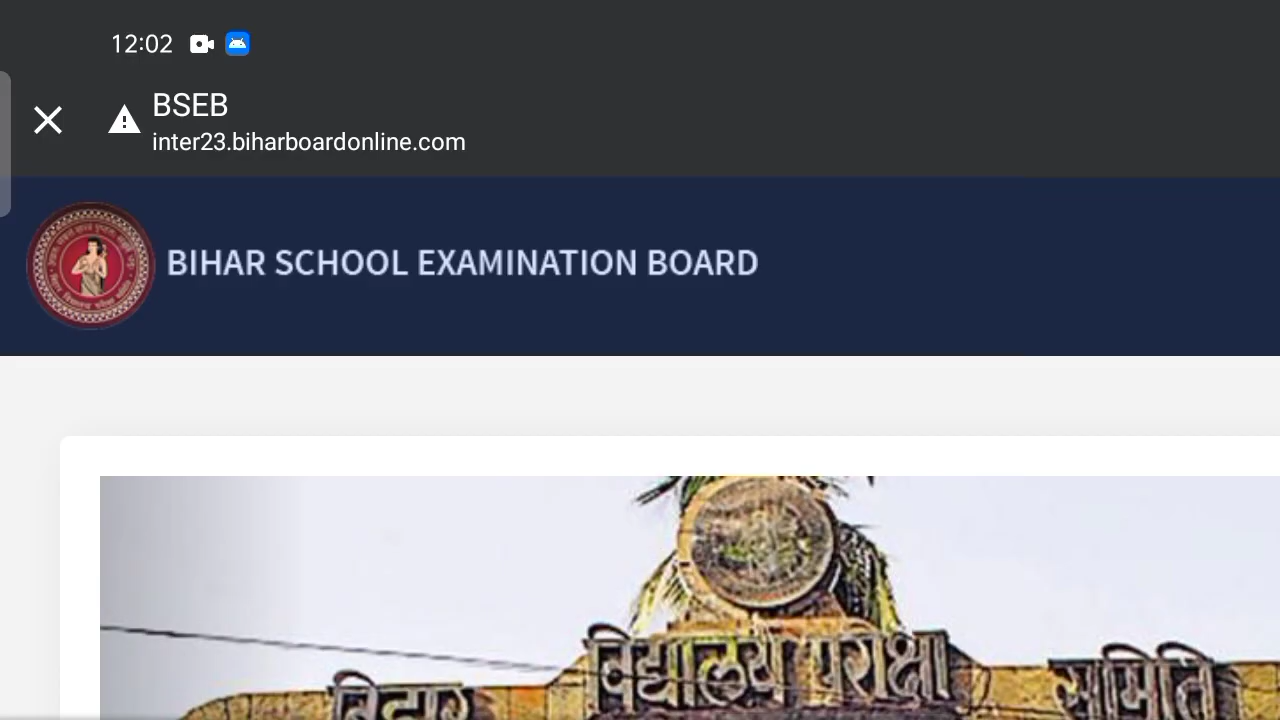 12:02
BSEB
inter23.biharboardonline.com
BIHAR SCHOOL EXAMINATION BOARD
विद्यालय परीक्षा
बिहार
समिति